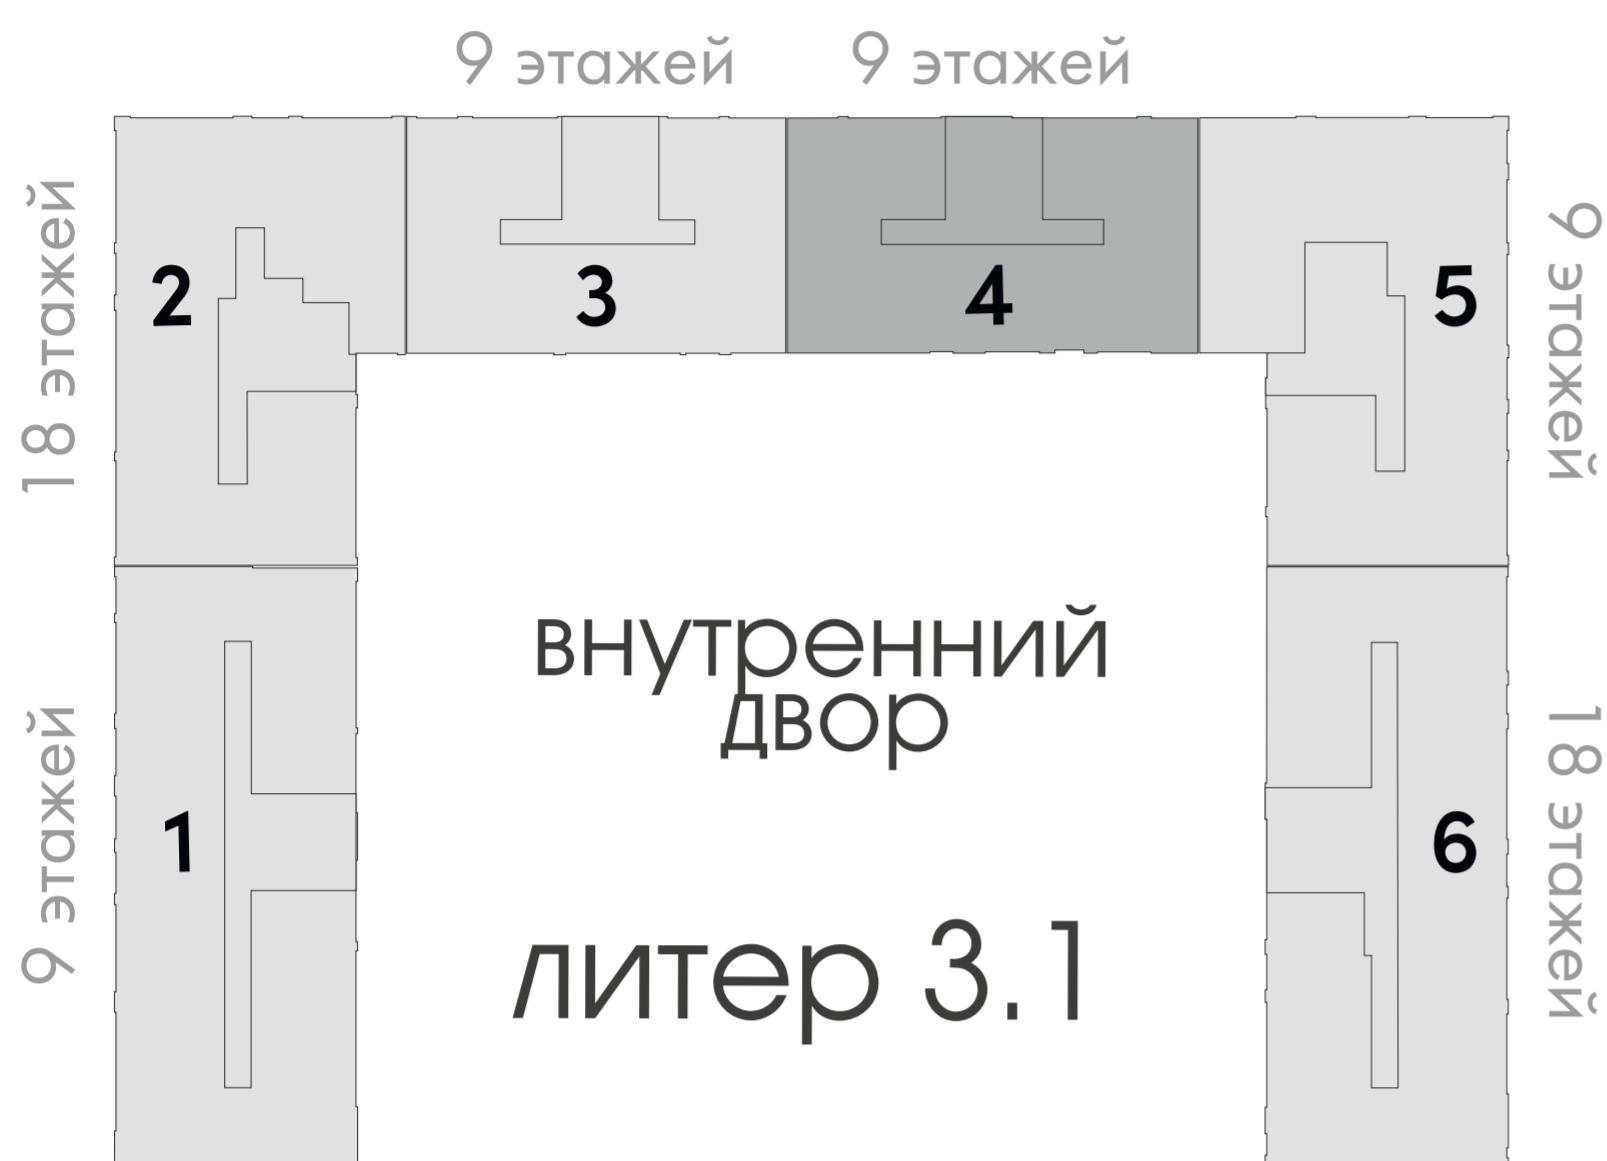 9 этажей
9 этажей
18 этажей
2
3
4
5
9 этажей
внутренний
двор
9 этажей
1
6
18 этажей
литер 3.1